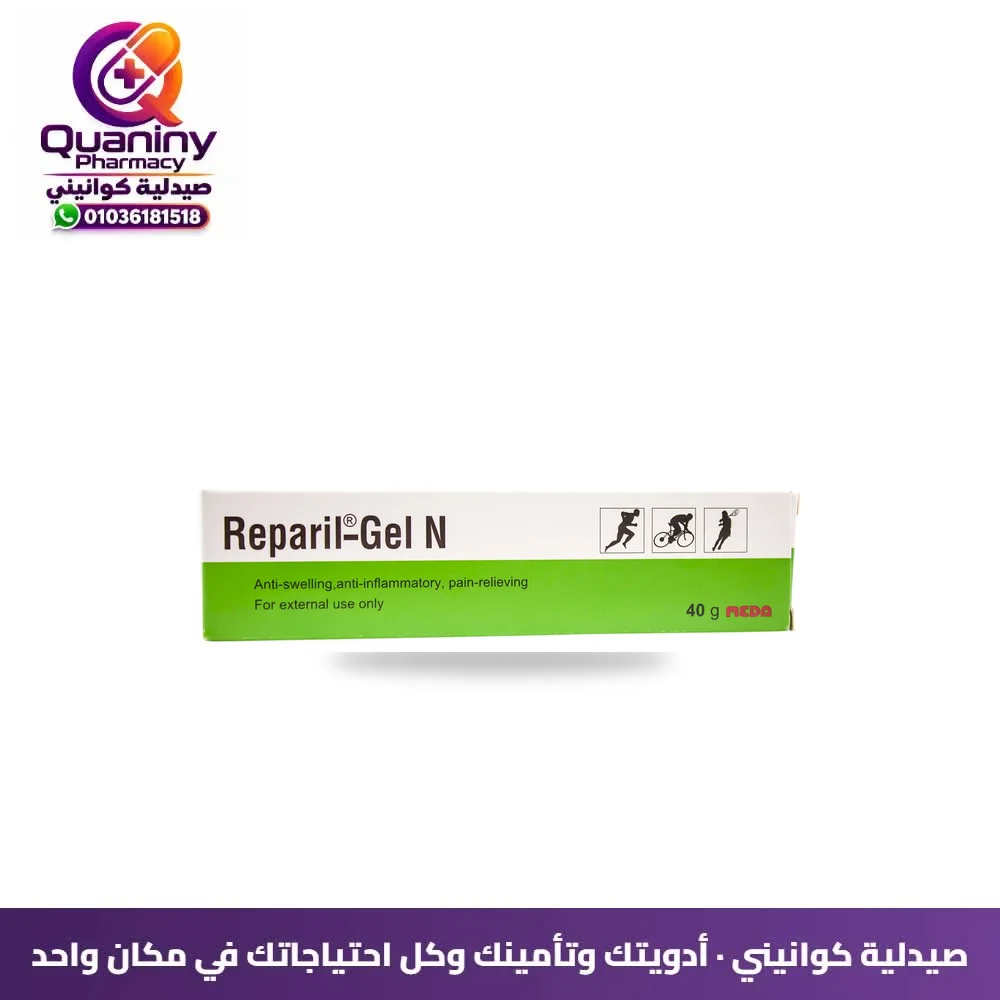 Quaniny
Pharmacy
صيدلية كوانيني
01036181518
Reparil®-Gel N
Anti-swelling,anti-inflammatory, pain-relieving
For external use only
40 g MEDA
صيدلية كوانيني · أدويتك وتأمينك وكل احتياجاتك في مكان واحد